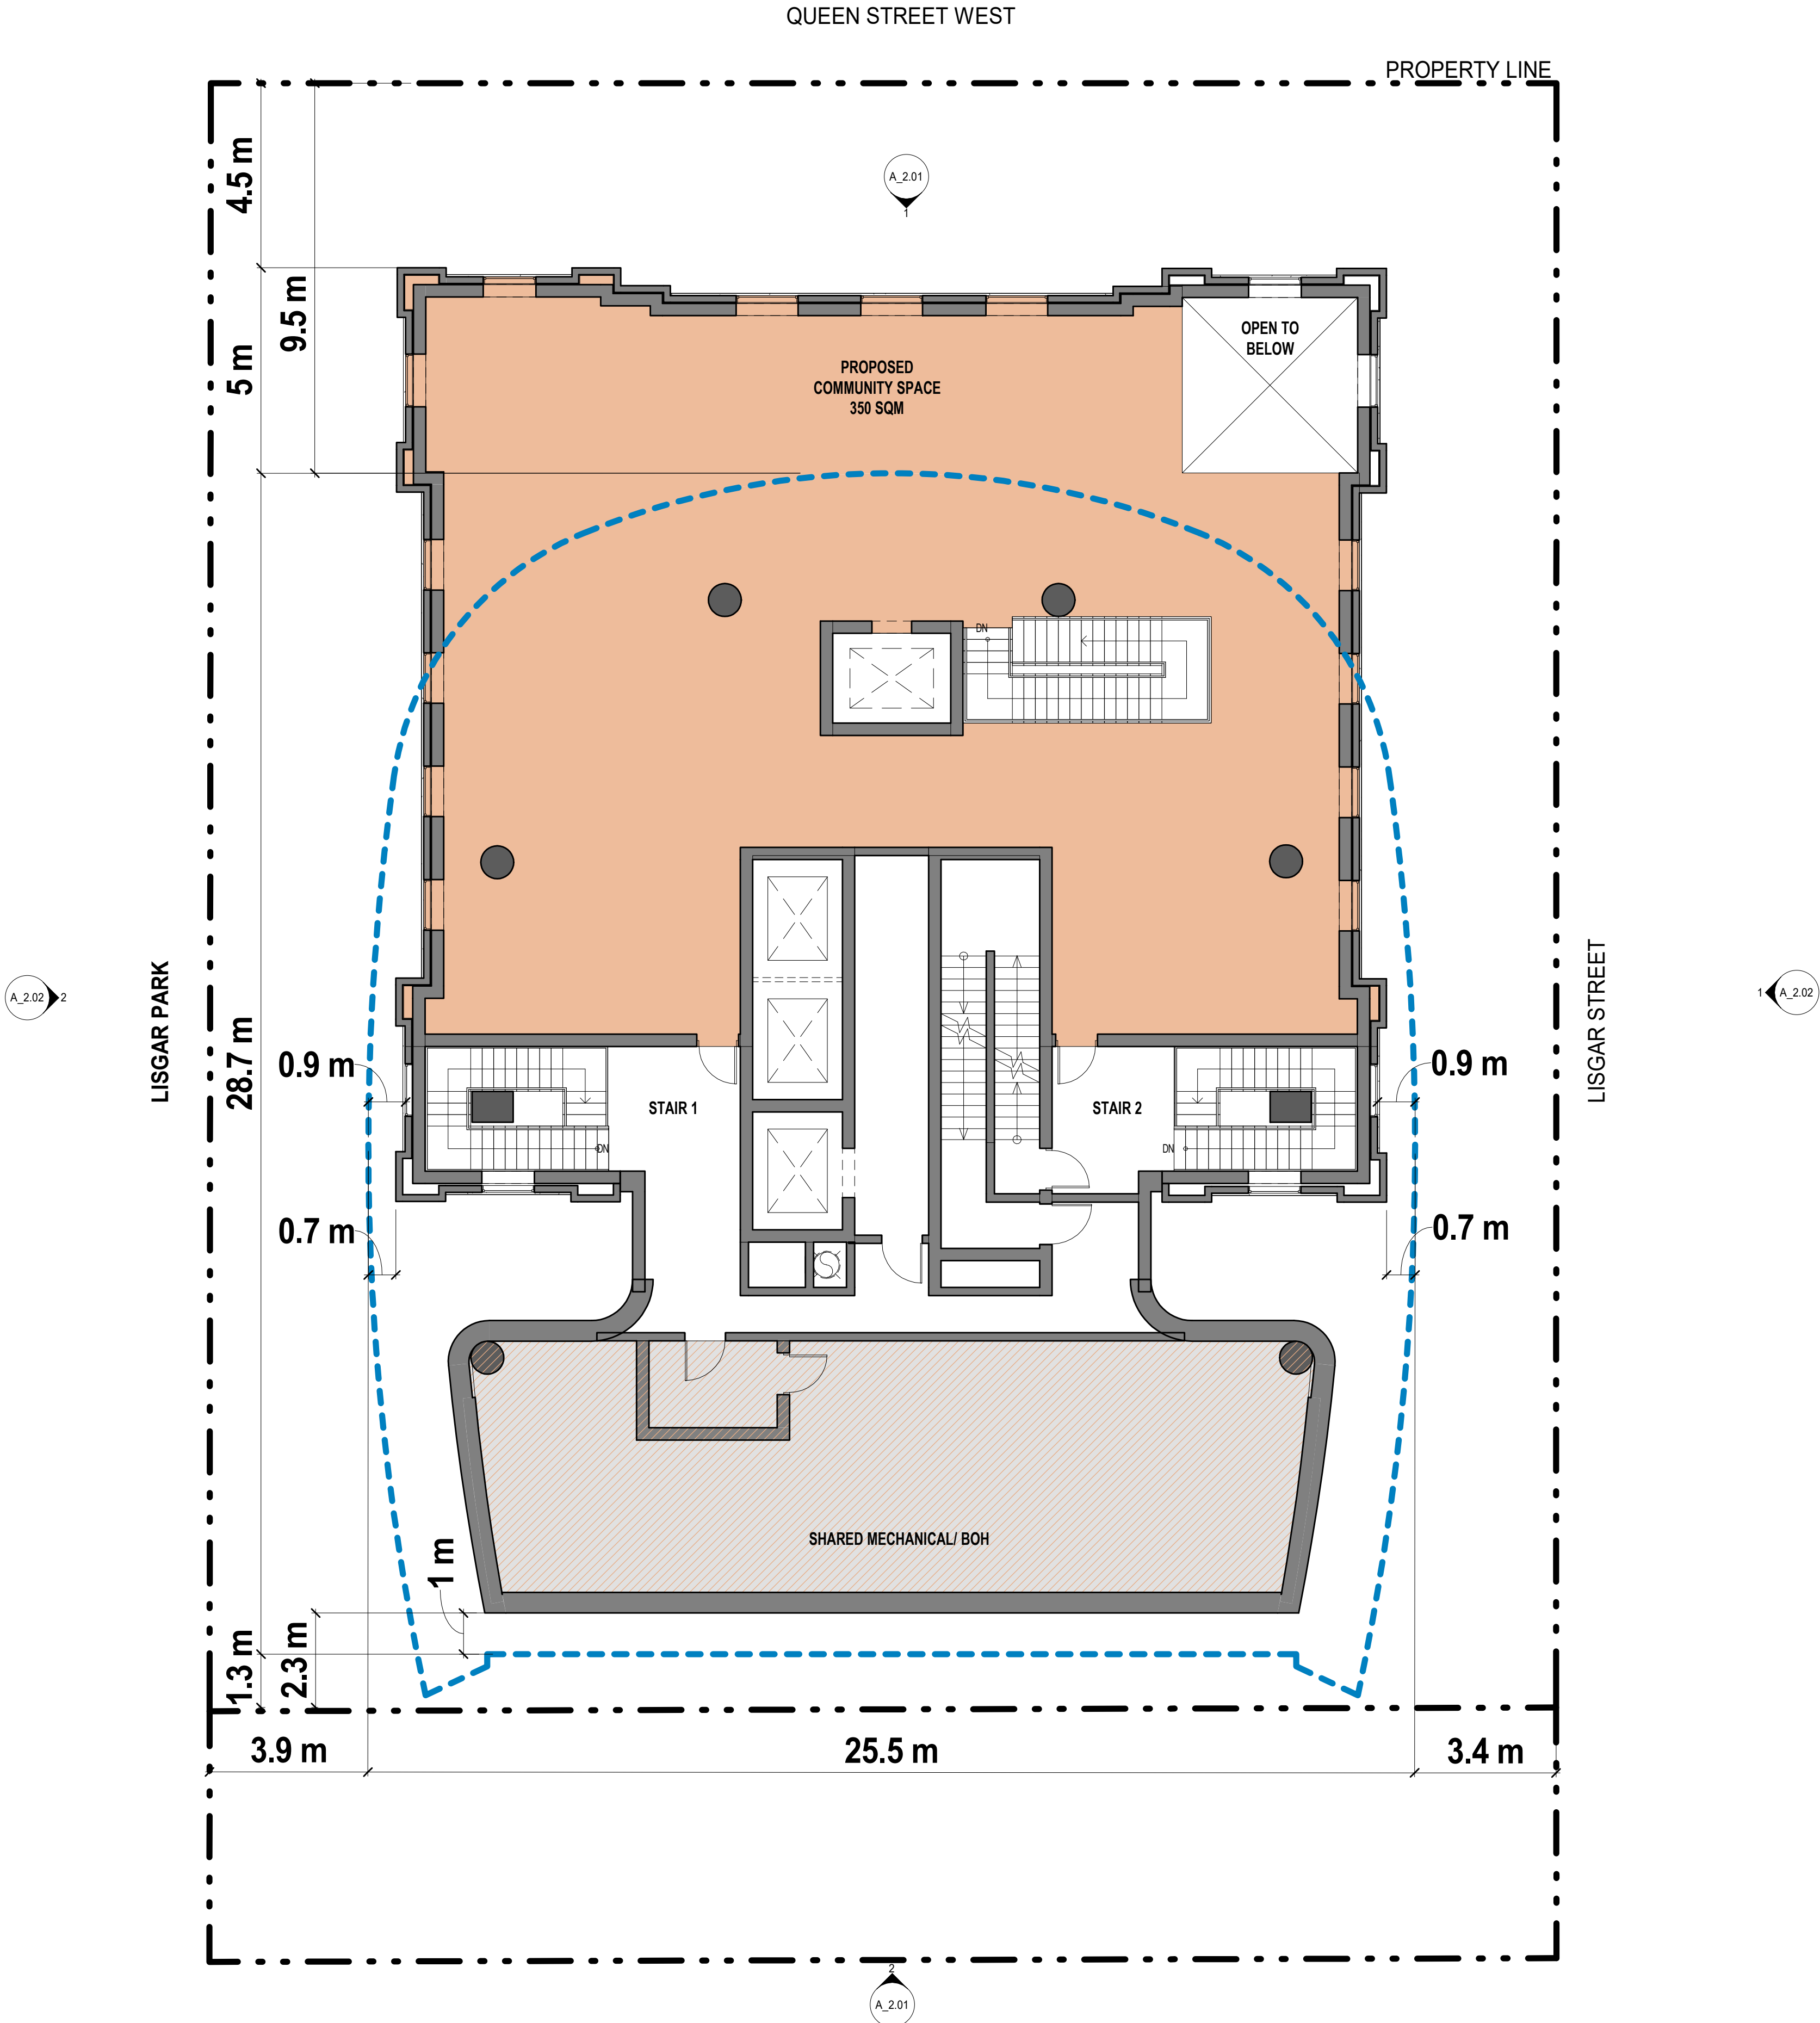 QUEEN STREET WEST
PROPERTY LINE
4.5 m
A_2.01
1
9.5 m
5 m
OPEN TO
BELOW
PROPOSED
COMMUNITY SPACE
350 SQM
DN
LISGAR PARK
LISGAR STREET
A_2.02
2
1
A_2.02
28.7 m
0.9 m
0.9 m
STAIR 1
STAIR 2
DN
DN
0.7 m
0.7 m
SHARED MECHANICAL/ BOH
1 m
1.3 m
2.3 m
3.9 m
25.5 m
3.4 m
2
A_2.01